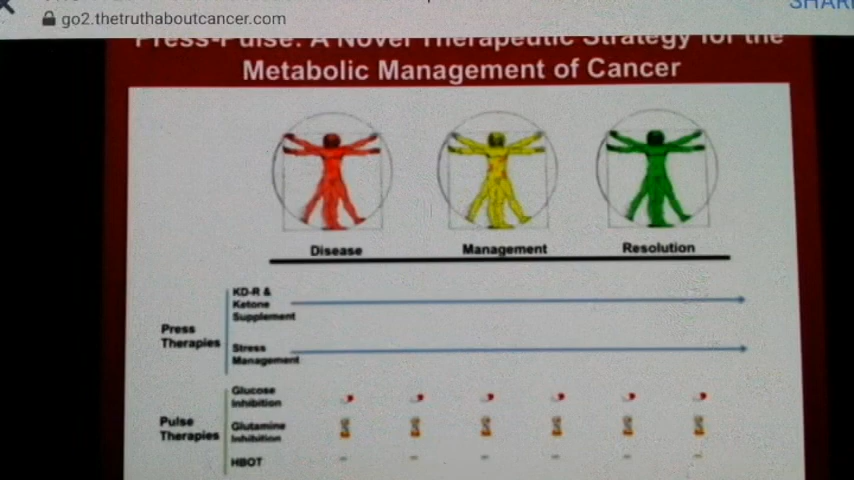 SHAR
go2.thetruthaboutcancer.com
Press-Pulse: A Novel Therapeutic Strategy for the
Metabolic Management of Cancer
Disease Management Resolution
KD-R &
Ketone
Supplement
Press
Therapies
Stress
Management
Glucose
Inhibition
Pulse
Therapies
Glutamine
Inhibition
HBOT